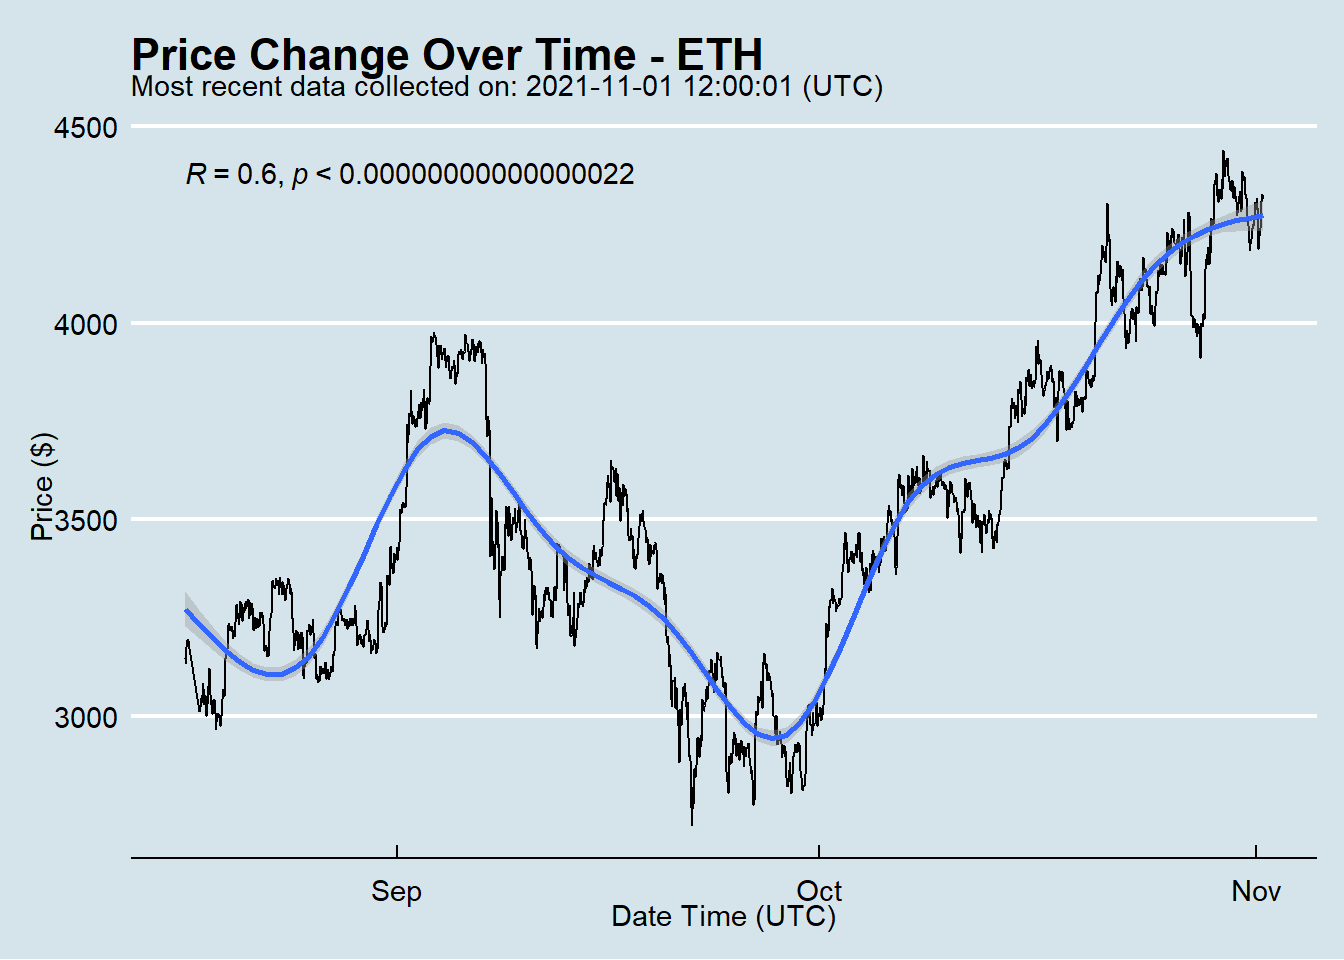 Price Change Over Time - ETH
Most recent data collected on: 2021-11-01 12:00:01 (UTC)
4500
R = 0.6, p < 0.00000000000000022
4000
Price ($)
3500
3000
Sep
Oct
Nov
Date Time (UTC)